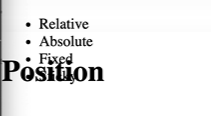 Relative
Absolute
Fixed
Position